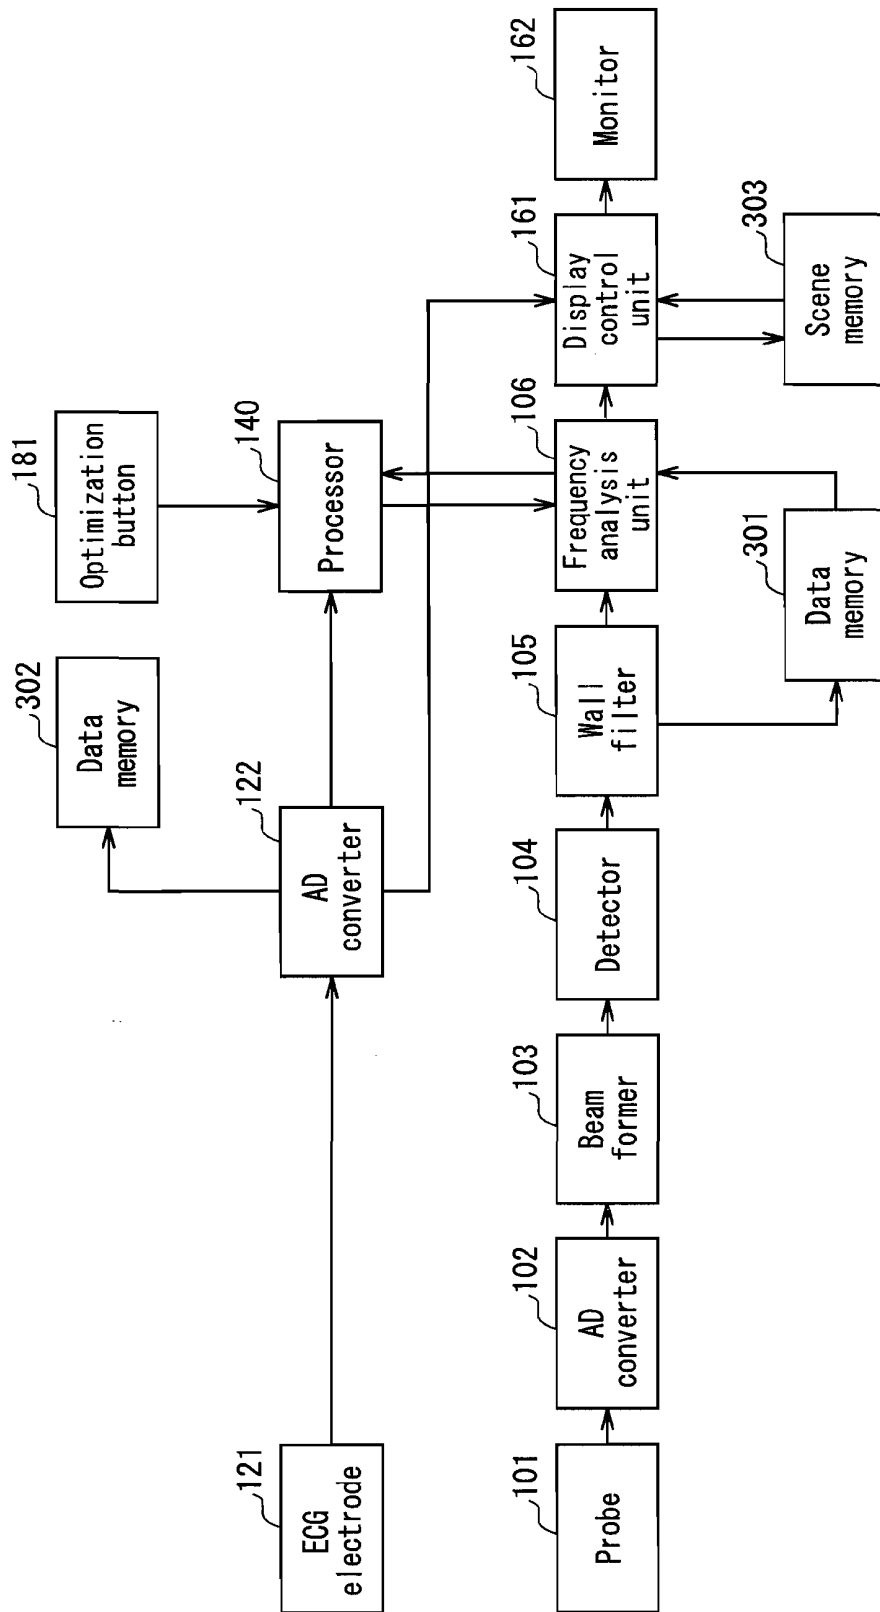 302
Data
memory
181
Optimization
button
121
ECG
electrode
122
AD
converter
140
Processor
101
Probe
102
AD
converter
103
Beam
former
104
Detector
105
Wall
filter
106
Frequency
analysis
unit
161
Display
control
unit
162
Monitor
301
Data
memory
303
Scene
memory